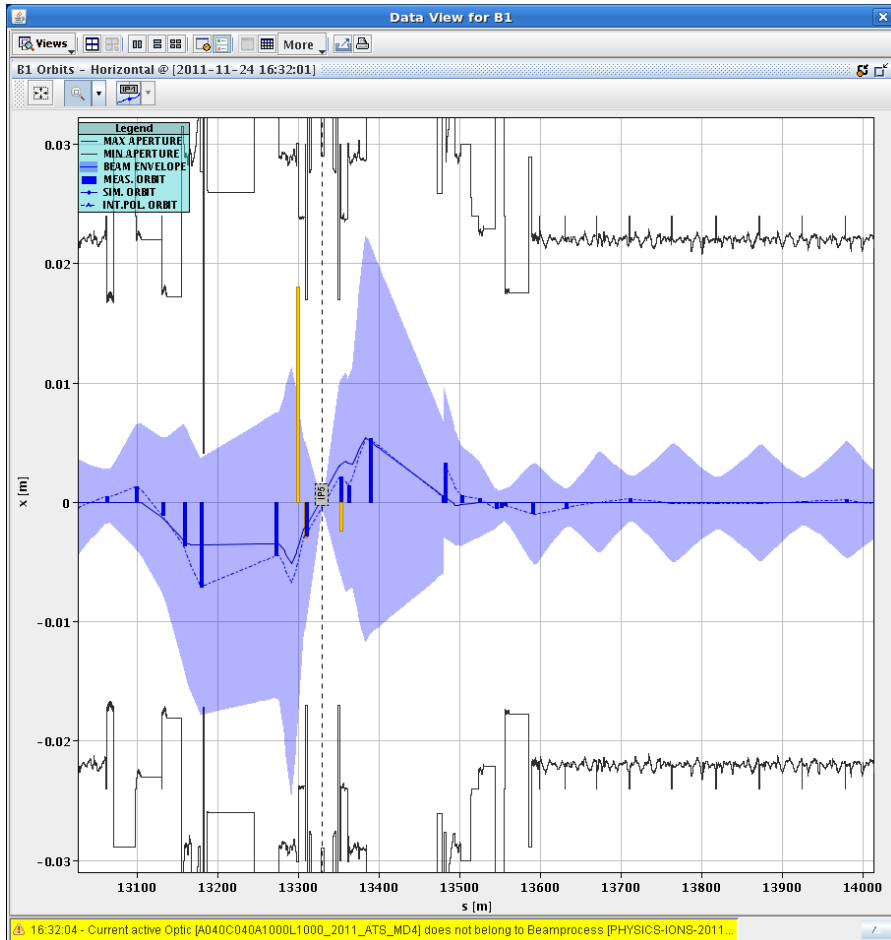 Data View for B1
Views More
B1 Orbits - Horizontal @ [2011-11-24 16:32:01]
IP4
Legend
MAX APERTURE
MIN.APERTURE
BEAM ENVELOPE
MEAS. ORBIT
SIM. ORBIT
INT.POL. ORBIT
0.03
0.02
0.01
0
-0.01
-0.02
-0.03
x [m]
IP5
13100 13200 13300 13400 13500 13600 13700 13800 13900 14000
s [m]
16:32:04 - Current active Optic [A040C040A1000L1000_2011_ATS_MD4] does not belong to Beamprocess [PHYSICS-IONS-2011...